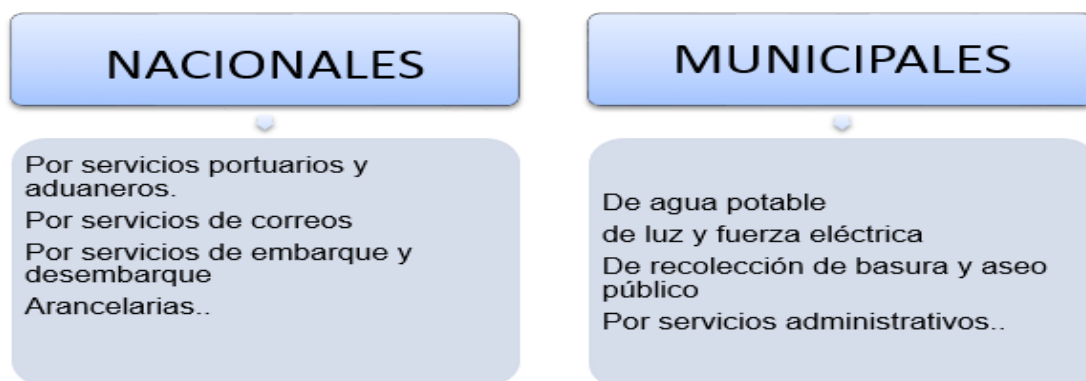 NACIONALES
Por servicios portuarios y
aduaneros.
Por servicios de correos
Por servicios de embarque y
desembarque
Arancelarias..
MUNICIPALES
De agua potable
de luz y fuerza eléctrica
De recolección de basura y aseo
público
Por servicios administrativos..